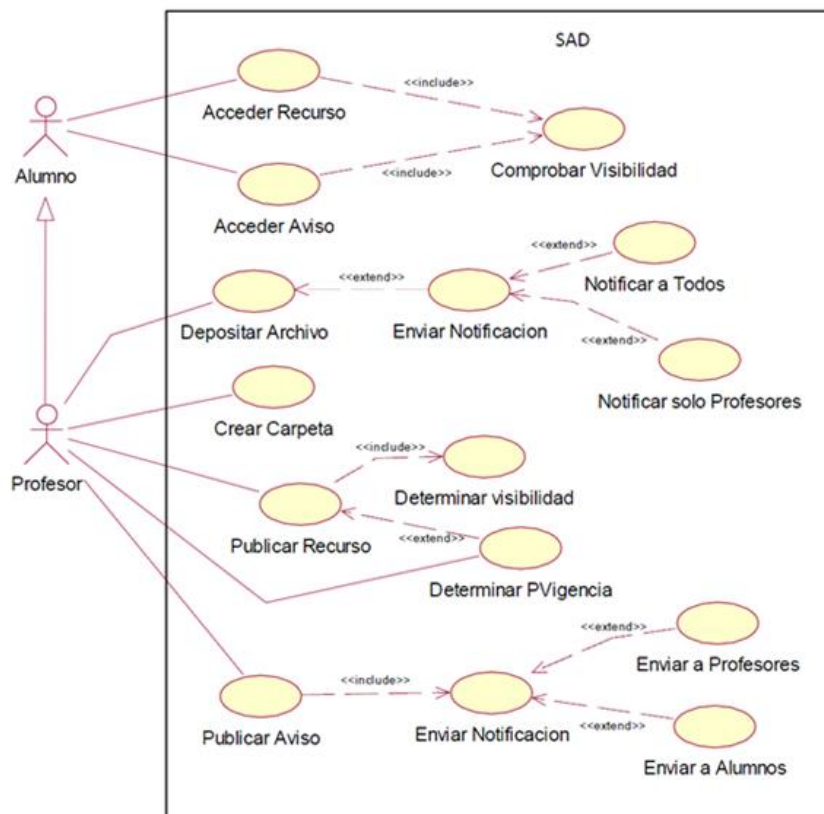 SAD
<<include>>
Acceder Recurso
Comprobar Visibilidad
Alumno
<<include>>
Acceder Aviso
<<extend>>
Notificar a Todos
<<extend>>
Depositar Archivo
Enviar Notificacion
<<extend>>
Notificar solo Profesores
Crear Carpeta
<<include>>
Profesor
Determinar visibilidad
Publicar Recurso
<<extend>>
Determinar PVigencia
<<extend>>
Enviar a Profesores
<<include>>
Publicar Aviso
Enviar Notificacion
<<extend>>
Enviar a Alumnos